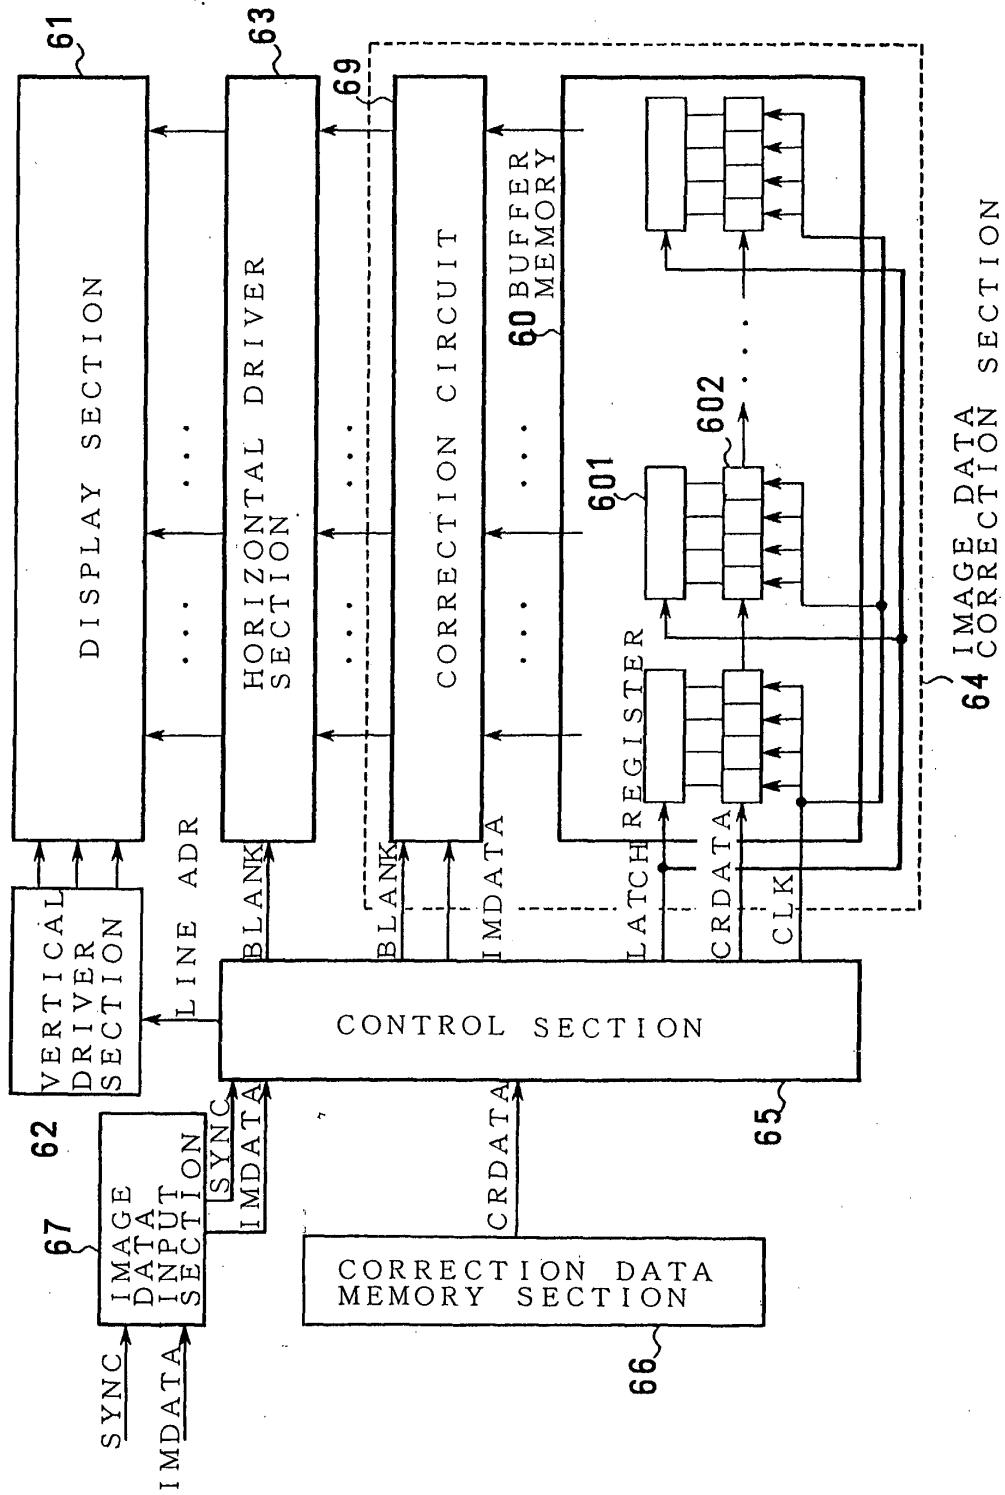 61
DISPLAY SECTION
63
HORIZONTAL DRIVER
SECTION
69
CORRECTION CIRCUIT
60
BUFFER
MEMORY
601
602
64
IMAGE DATA
CORRECTION SECTION
VERTICAL
DRIVER
SECTION
62
LINE ADR
BLANK
BLANK
IMDATA
LATCH REGISTER
CRDATA
CLK
CONTROL SECTION
65
SYNC
IMDATA
67
IMAGE
DATA
INPUT
SECTION
SYNC
IMDATA
CRDATA
CORRECTION DATA
MEMORY SECTION
66